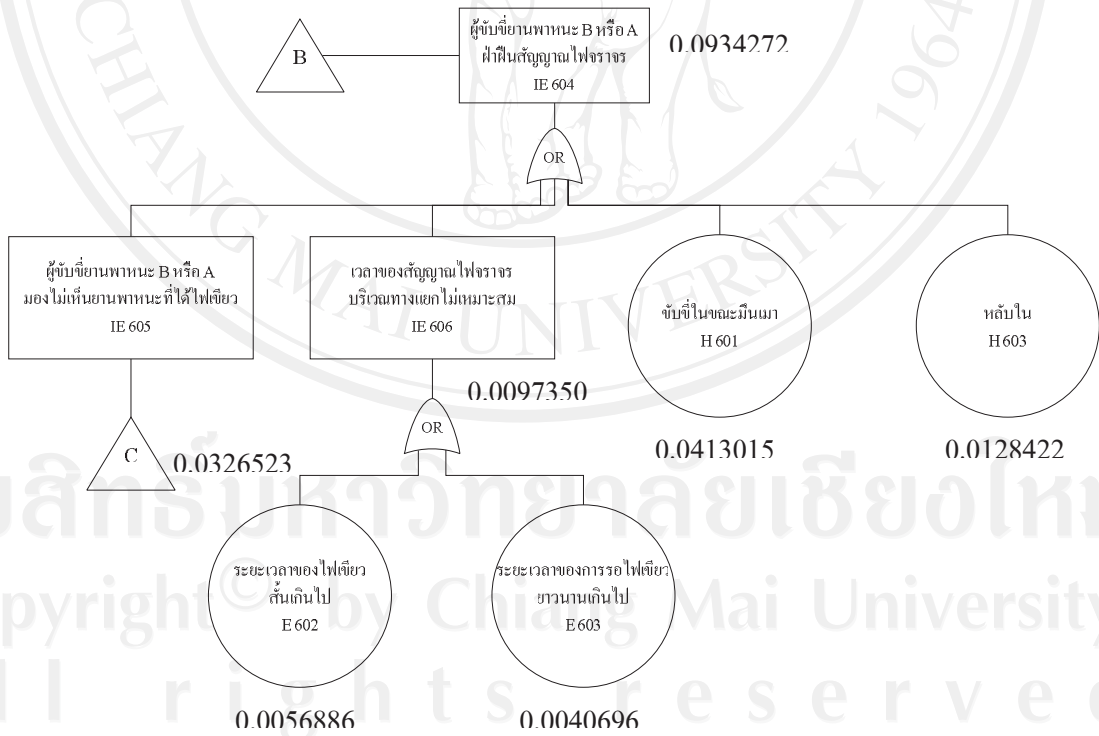 B
ผู้ขับขี่ยานพาหนะ B หรือ A
ฝ่าฝืนสัญญาณไฟจราจร
IE 604
0.0934272
OR
ผู้ขับขี่ยานพาหนะ B หรือ A
มองไม่เห็นยานพาหนะที่ได้ไฟเขียว
IE 605
เวลาของสัญญาณไฟจราจร
บริเวณทางแยกไม่เหมาะสม
IE 606
ขับขี่ในขณะมึนเมา
H 601
หลับใน
H 603
0.0097350
OR
C
0.0326523
0.0413015
0.0128422
ระยะเวลาของไฟเขียว
สั้นเกินไป
E 602
ระยะเวลาของการรอไฟเขียว
ยาวนานเกินไป
E 603
0.0056886
0.0040696
CHIANG MAI UNIVERSITY 1964
สิทธิ์มหาวิทยาลัยเชียงใหม
pyright © by Chiang Mai University
l l r i g h t s r e s e r v e